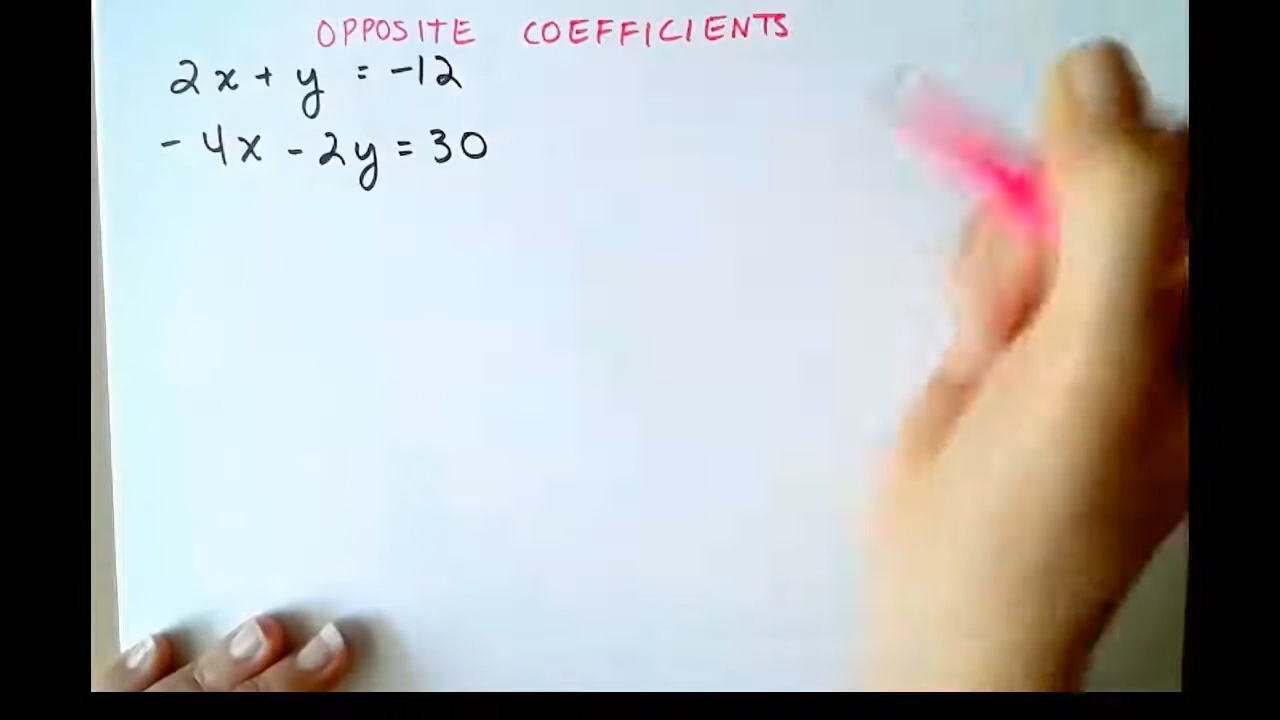 OPPOSITE COEFFICIENTS
2x + y = -12
- 4x - 2y = 30